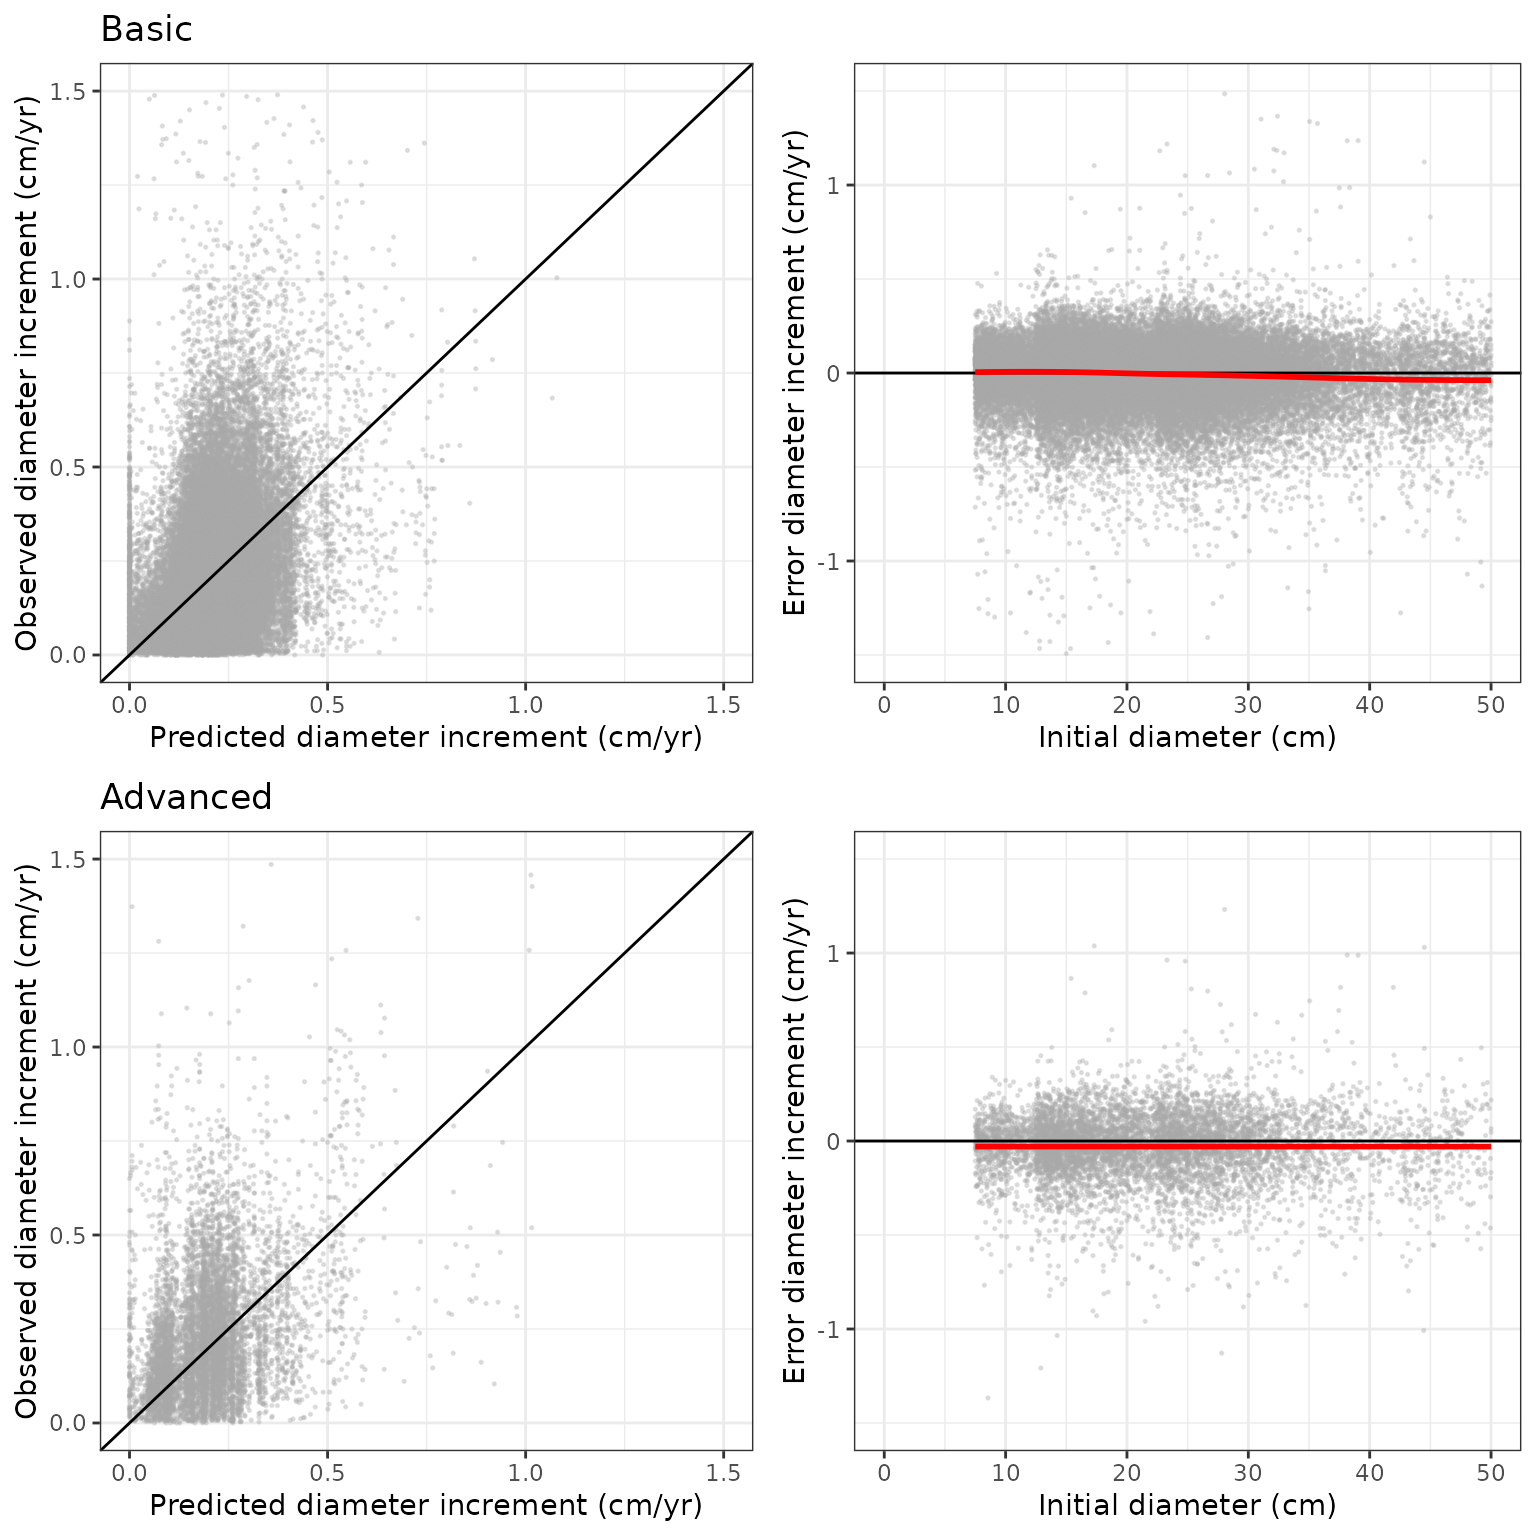 Basic
Observed diameter increment (cm/yr)
1.5
1.0
0.5
0.0
0.0 0.5 1.0 1.5
Predicted diameter increment (cm/yr)
Error diameter increment (cm/yr)
1
0
-1
0 10 20 30 40 50
Initial diameter (cm)
Advanced
Observed diameter increment (cm/yr)
1.5
1.0
0.5
0.0
0.0 0.5 1.0 1.5
Predicted diameter increment (cm/yr)
Error diameter increment (cm/yr)
1
0
-1
0 10 20 30 40 50
Initial diameter (cm)